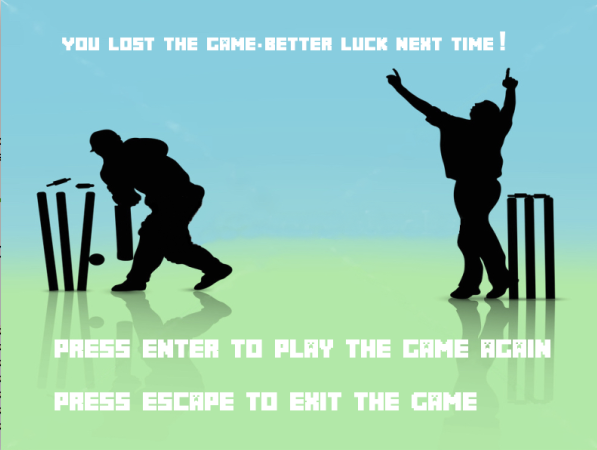 YOU LOST THE GAME-BETTER LUCK NEXT TIME!
PRESS ENTER TO PLAY THE GAME AGAIN
PRESS ESCAPE TO EXIT THE GAME